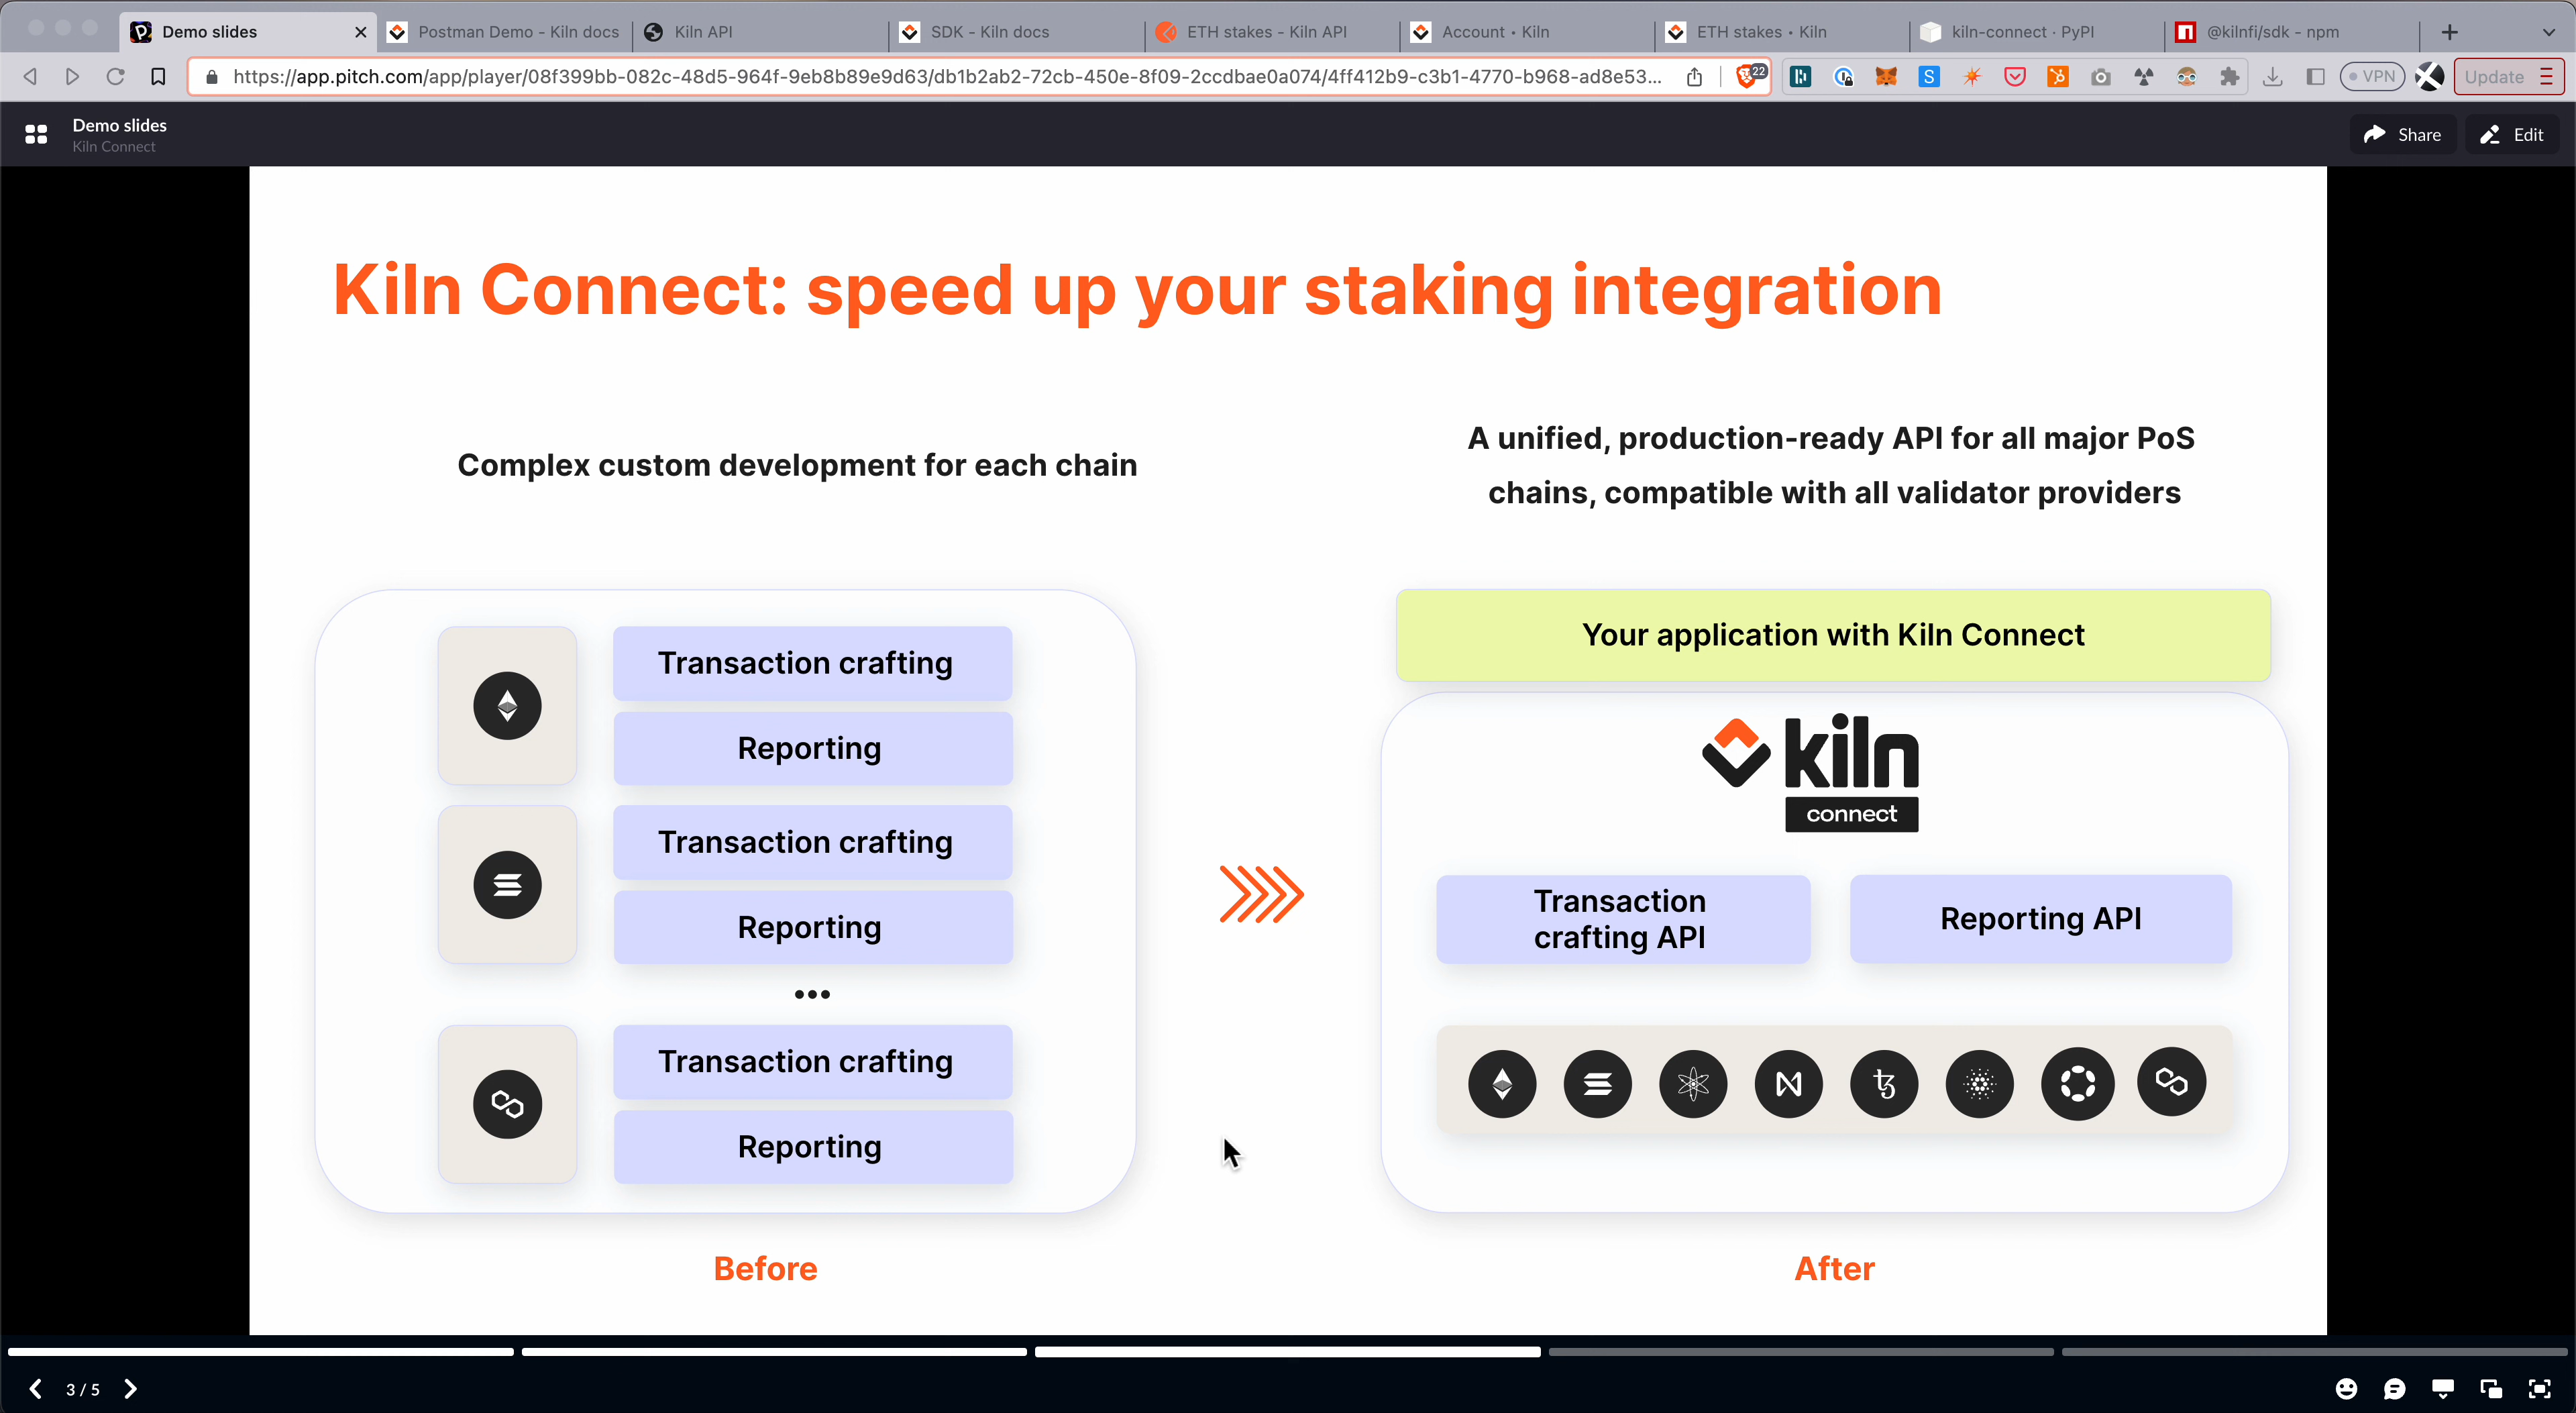 Demo slides
Postman Demo - Kiln docs
Kiln API
SDK - Kiln docs
ETH stakes - Kiln API
Account • Kiln
ETH stakes • Kiln
kiln-connect · PyPI
@kilnfi/sdk - npm
https://app.pitch.com/app/player/08f399bb-082c-48d5-964f-9eb8b89e9d63/db1b2ab2-72cb-450e-8f09-2ccdbae0a074/4ff412b9-c3b1-4770-b968-ad8e53...
22
S
VPN
Update
Demo slides
Kiln Connect
Share
Edit
Kiln Connect: speed up your staking integration
Complex custom development for each chain
A unified, production-ready API for all major PoS
chains, compatible with all validator providers
Transaction crafting
Reporting
Transaction crafting
Reporting
•••
Transaction crafting
Reporting
Before
Your application with Kiln Connect
kiln
connect
Transaction
crafting API
Reporting API
After
3 / 5